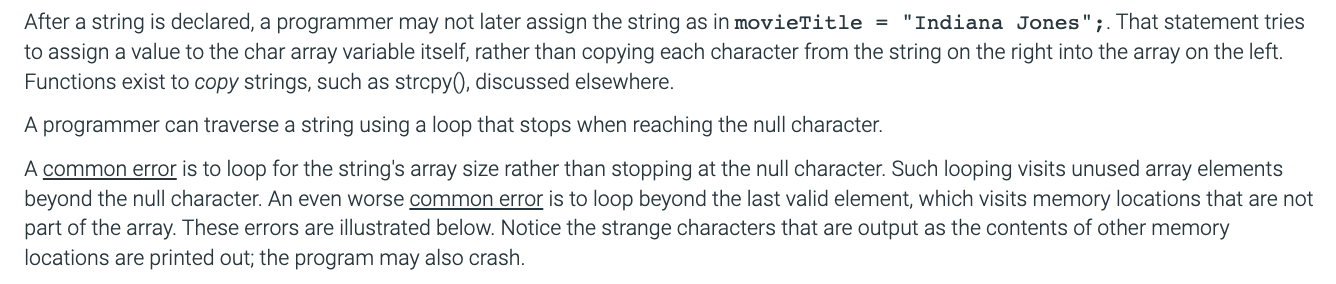 After a string is declared, a programmer may not later assign the string as in movieTitle = "Indiana Jones";. That statement tries
to assign a value to the char array variable itself, rather than copying each character from the string on the right into the array on the left.
Functions exist to copy strings, such as strcpy(), discussed elsewhere.
A programmer can traverse a string using a loop that stops when reaching the null character.
A common error is to loop for the string's array size rather than stopping at the null character. Such looping visits unused array elements
beyond the null character. An even worse common error is to loop beyond the last valid element, which visits memory locations that are not
part of the array. These errors are illustrated below. Notice the strange characters that are output as the contents of other memory
locations are printed out; the program may also crash.